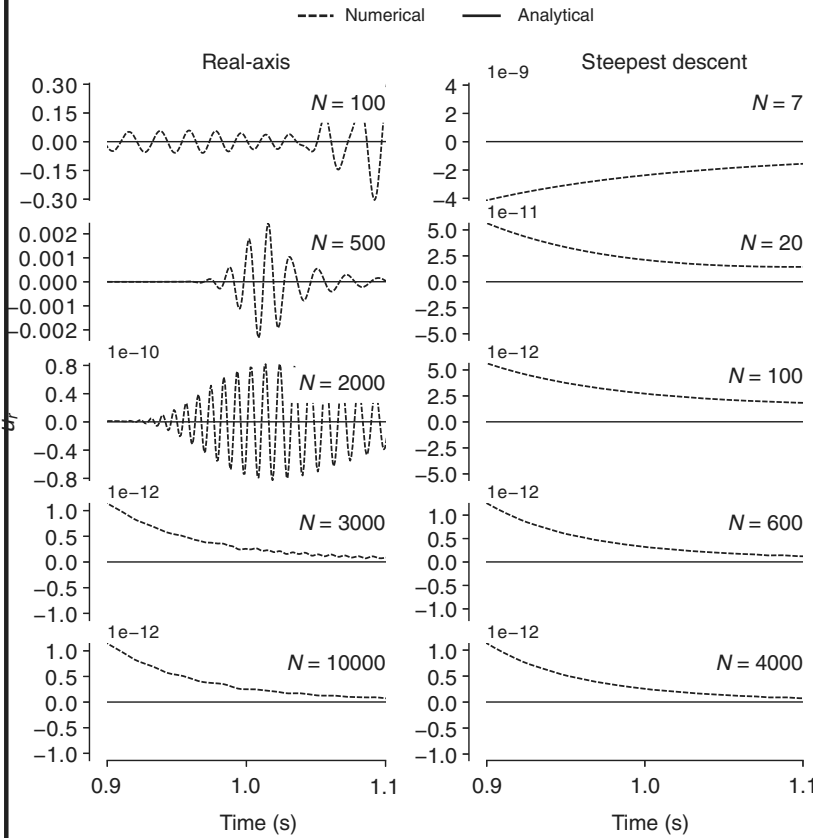 Numerical Analytical
Real-axis
0.30
0.15
0.00
−0.15
−0.30
N = 100
0.002
0.001
0.000
−0.001
−0.002
N = 500
1e−10
0.8
0.4
0.0
−0.4
−0.8
N = 2000
1e−12
1.0
0.5
0.0
−0.5
−1.0
N = 3000
1e−12
1.0
0.5
0.0
−0.5
−1.0
N = 10000
0.9 1.0 1.1
Time (s)
Steepest descent
1e−9
4
2
0
−2
−4
N = 7
1e−11
5.0
2.5
0.0
−2.5
−5.0
N = 20
1e−12
5.0
2.5
0.0
−2.5
−5.0
N = 100
1e−12
1.0
0.5
0.0
−0.5
−1.0
N = 600
1e−12
1.0
0.5
0.0
−0.5
−1.0
N = 4000
0.9 1.0 1.1
Time (s)